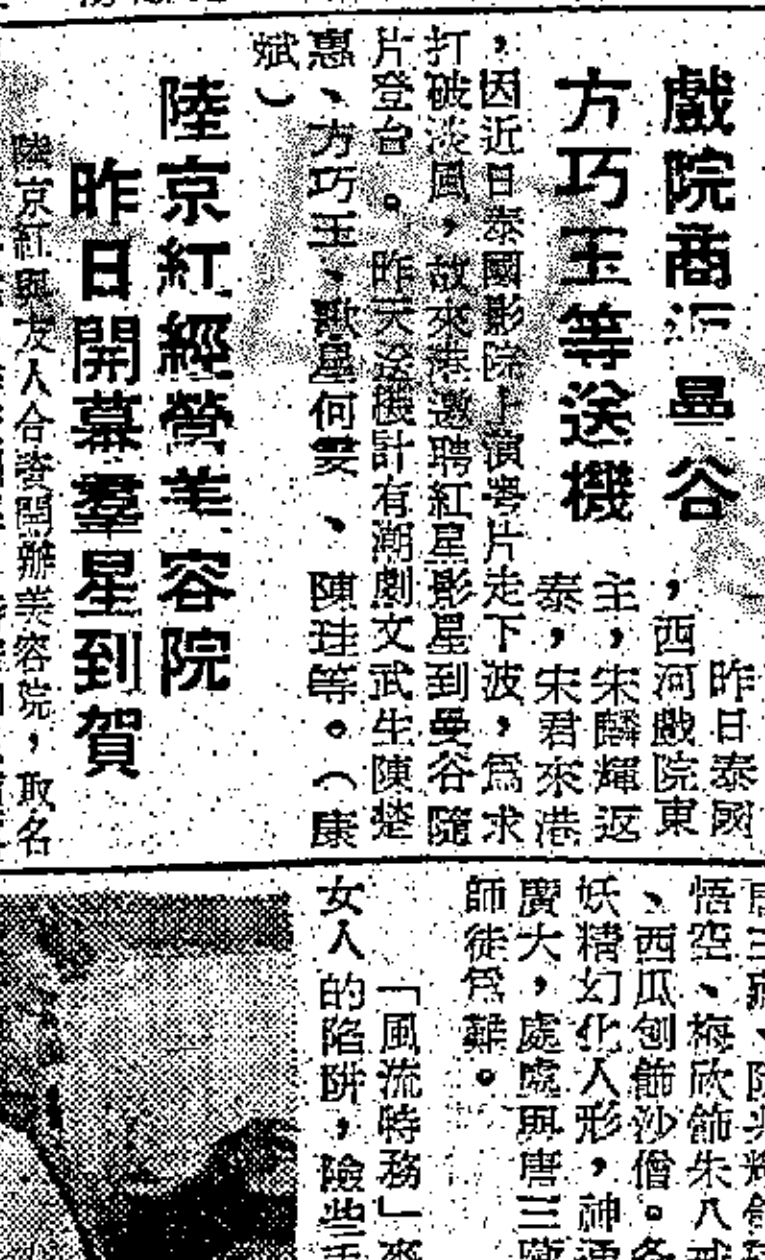 戲院商返曼谷
方巧玉等送機
昨日泰國
,西河戲院東
主,朱麟輝返
泰,朱君來港
,因近日泰國影院上演粵片走下波,爲求
打破淡風,故來港邀聘紅星影星到曼谷隨
片登台。昨天送機計有潮劇文武生陳楚
惠、方巧玉、歌星何雲、陳珪等。(康
斌)
陸京紅經營美容院
昨日開幕羣星到賀
陸京紅與友人合資開辦美容院,取名
悟空、梅欣飾朱八
、西瓜刨飾沙僧。
妖精幻化人形,神通
廣大,處處與唐三藏
師徒爲難。
「風流特務」
女人的陷阱,險些